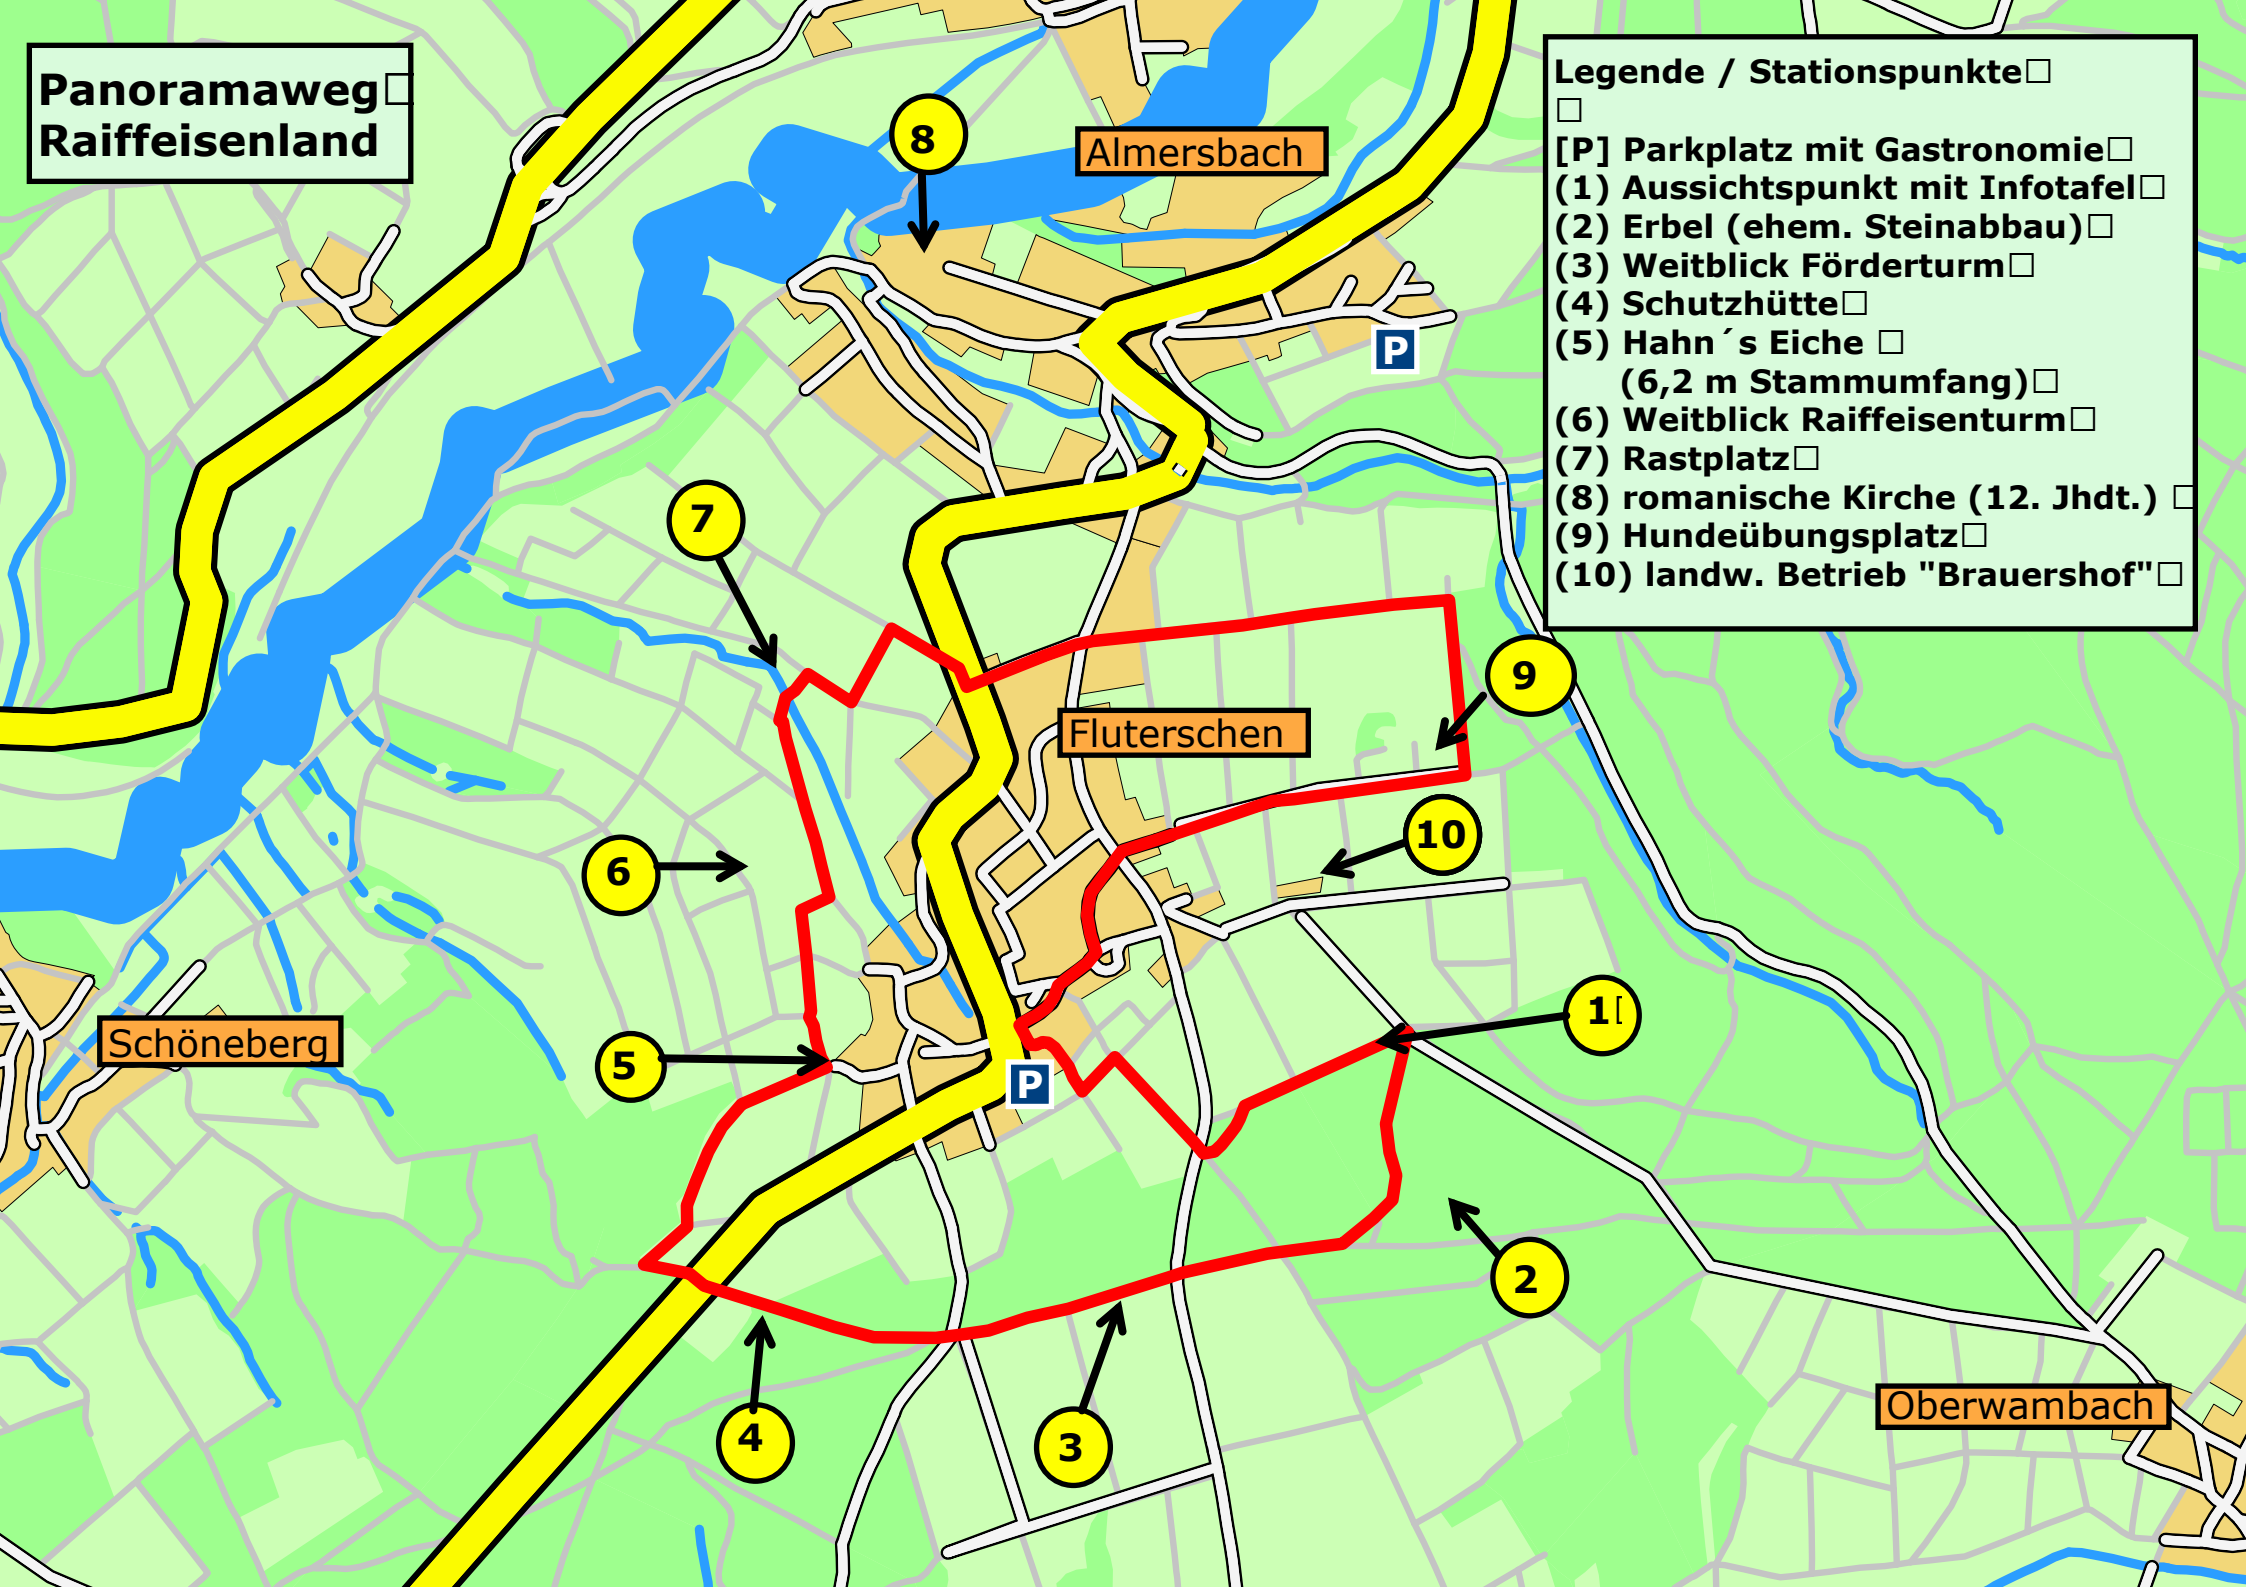 Panoramaweg
Raiffeisenland
Legende / Stationspunkte
[P] Parkplatz mit Gastronomie
(1) Aussichtspunkt mit Infotafel
(2) Erbel (ehem. Steinabbau)
(3) Weitblick Förderturm
(4) Schutzhütte
(5) Hahn´s Eiche
(6,2 m Stammumfang)
(6) Weitblick Raiffeisenturm
(7) Rastplatz
(8) romanische Kirche (12. Jhdt.)
(9) Hundeübungsplatz
(10) landw. Betrieb "Brauershof"
8
Almersbach
P
7
9
Fluterschen
10
6
1
Schöneberg
5
P
2
Oberwambach
4
3